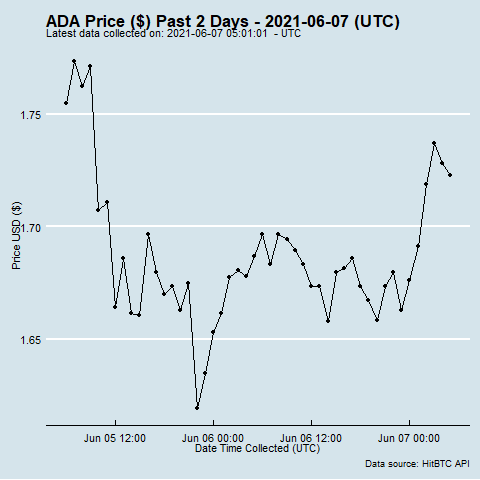 ADA Price ($) Past 2 Days - 2021-06-07 (UTC)
Latest data collected on: 2021-06-07 05:01:01 - UTC
1.75
1.70
1.65
Price USD ($)
Jun 05 12:00
Jun 06 00:00
Jun 06 12:00
Jun 07 00:00
Date Time Collected (UTC)
Data source: HitBTC API